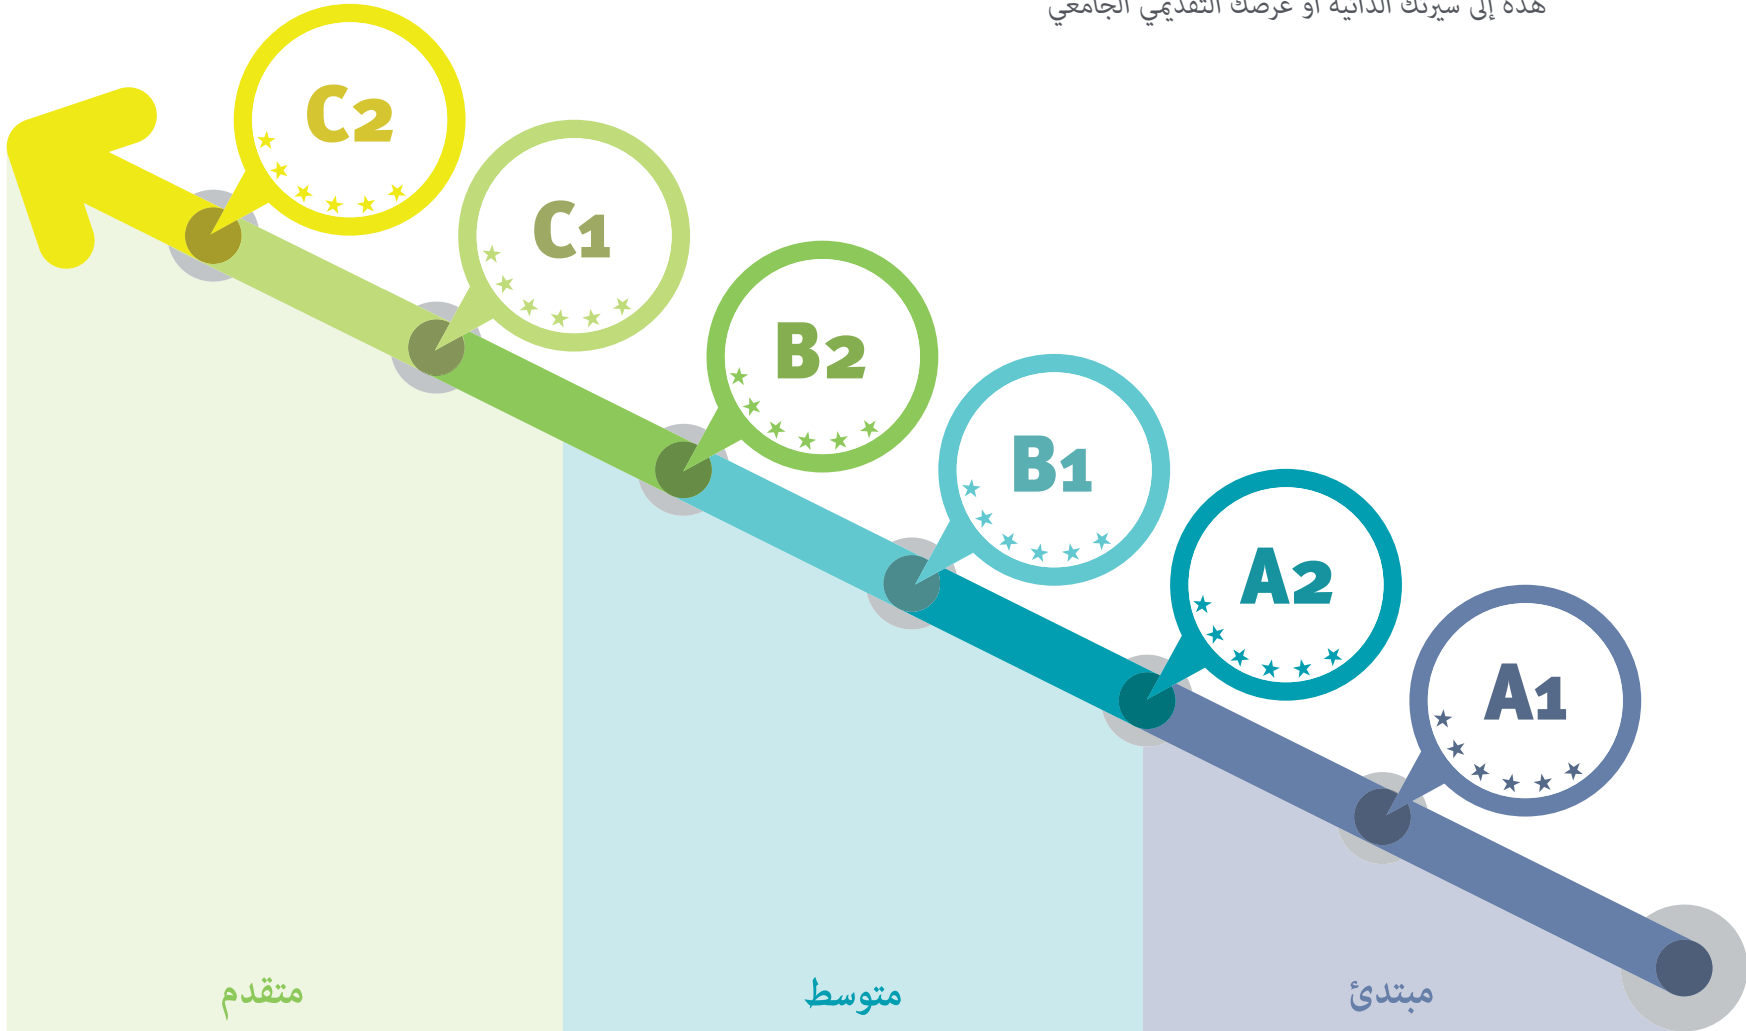 هذه إلى سيرتك الذاتية أو عرضك التقديمي الجامعي
C2
C1
B2
B1
A2
A1
مبتدئ
متوسط
متقدم